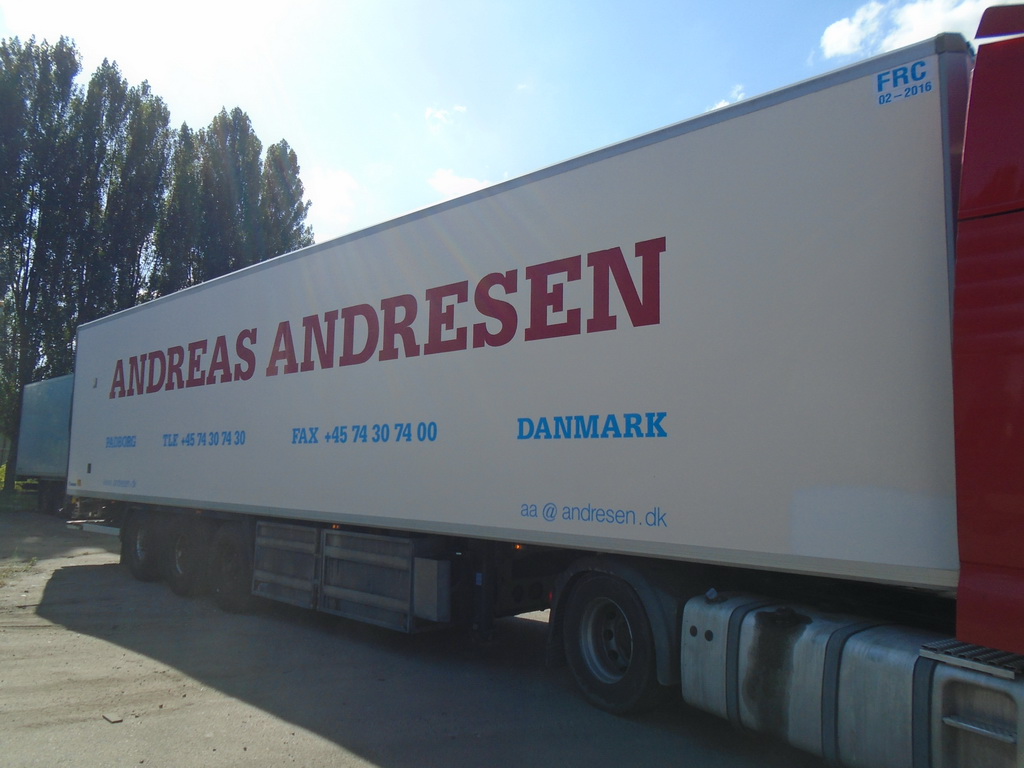 FRC
02-2016
ANDREAS ANDRESEN
PADBORG TLF +45 74 30 74 30 FAX +45 74 30 74 00 DANMARK
aa @ andresen.dk